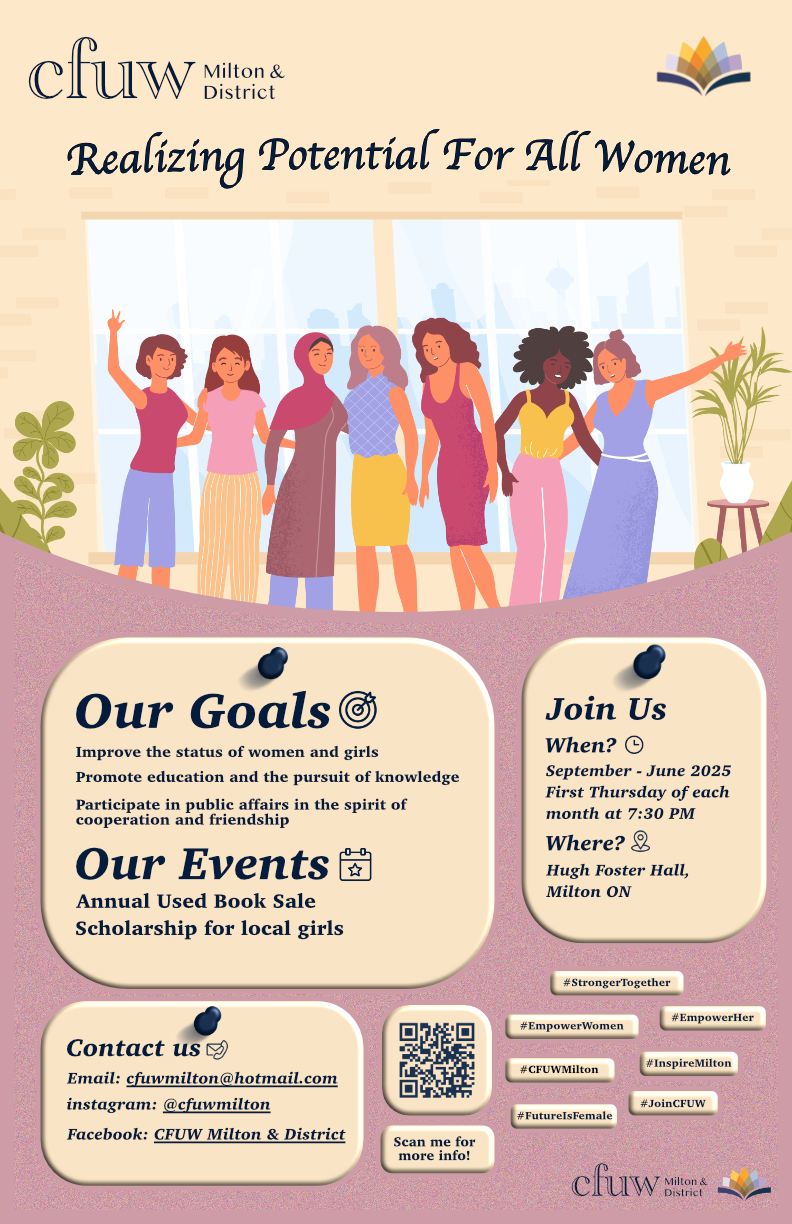 cfuw Milton &
District
Realizing Potential For All Women
Our Goals
Improve the status of women and girls
Promote education and the pursuit of knowledge
Participate in public affairs in the spirit of
cooperation and friendship
Our Events
Annual Used Book Sale
Scholarship for local girls
Join Us
When?
September - June 2025
First Thursday of each
month at 7:30 PM
Where?
Hugh Foster Hall,
Milton ON
Contact us
Email: cfuwmilton@hotmail.com
instagram: @cfuwmilton
Facebook: CFUW Milton & District
Scan me for
more info!
#StrongerTogether
#EmpowerWomen
#EmpowerHer
#CFUWMilton
#InspireMilton
#FutureIsFemale
#JoinCFUW
cfuw Milton &
District